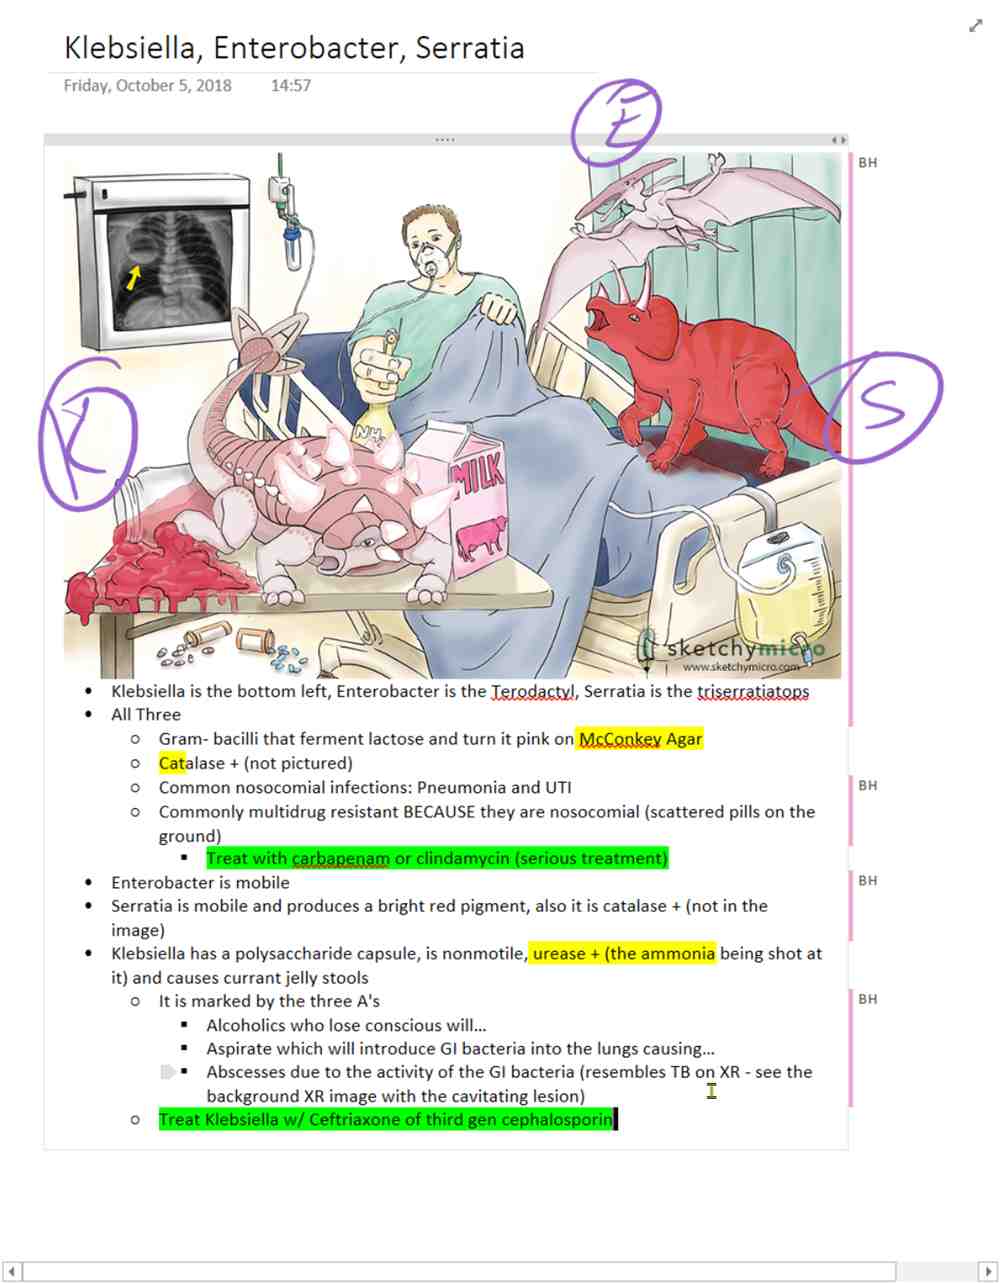 Klebsiella, Enterobacter, Serratia
Friday, October 5, 2018 14:57
E
BH
K
S
NH3
MILK
sketchymicro
www.sketchymicro.com
• Klebsiella is the bottom left, Enterobacter is the Terodactyl, Serratia is the triserratiatops
• All Three
o Gram- bacilli that ferment lactose and turn it pink on McConkey Agar
o Catalase + (not pictured)
o Common nosocomial infections: Pneumonia and UTI
BH
o Commonly multidrug resistant BECAUSE they are nosocomial (scattered pills on the
ground)
▪ Treat with carbapenam or clindamycin (serious treatment)
• Enterobacter is mobile
BH
• Serratia is mobile and produces a bright red pigment, also it is catalase + (not in the
image)
• Klebsiella has a polysaccharide capsule, is nonmotile, urease + (the ammonia being shot at
it) and causes currant jelly stools
o It is marked by the three A's
BH
▪ Alcoholics who lose conscious will...
▪ Aspirate which will introduce GI bacteria into the lungs causing...
▪ Abscesses due to the activity of the GI bacteria (resembles TB on XR - see the
background XR image with the cavitating lesion)
o Treat Klebsiella w/ Ceftriaxone of third gen cephalosporin